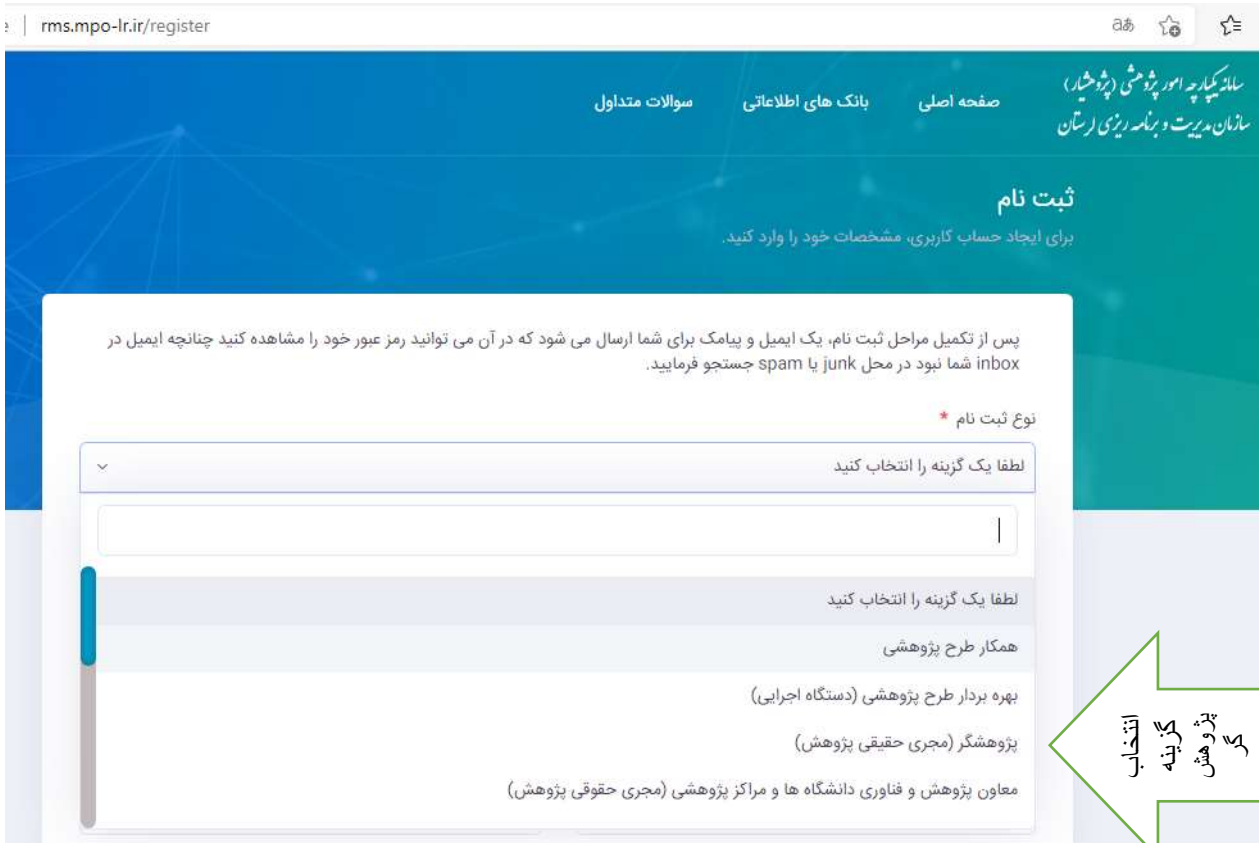 rms.mpo-lr.ir/register
سامانه یکپارچه امور پژوهشی (پژوهشیار)
سازمان مدیریت و برنامه ریزی لرستان
صفحه اصلی
بانک های اطلاعاتی
سوالات متداول
ثبت نام
برای ایجاد حساب کاربری، مشخصات خود را وارد کنید.
پس از تکمیل مراحل ثبت نام، یک ایمیل و پیامک برای شما ارسال می شود که در آن می توانید رمز عبور خود را مشاهده کنید چنانچه ایمیل در
inbox شما نبود در محل junk یا spam جستجو فرمایید.
نوع ثبت نام *
لطفا یک گزینه را انتخاب کنید
لطفا یک گزینه را انتخاب کنید
همکار طرح پژوهشی
بهره بردار طرح پژوهشی (دستگاه اجرایی)
پژوهشگر (مجری حقیقی پژوهش)
معاون پژوهش و فناوری دانشگاه ها و مراکز پژوهشی (مجری حقوقی پژوهش)
انتخاب
گزینه
پژوهش
گر